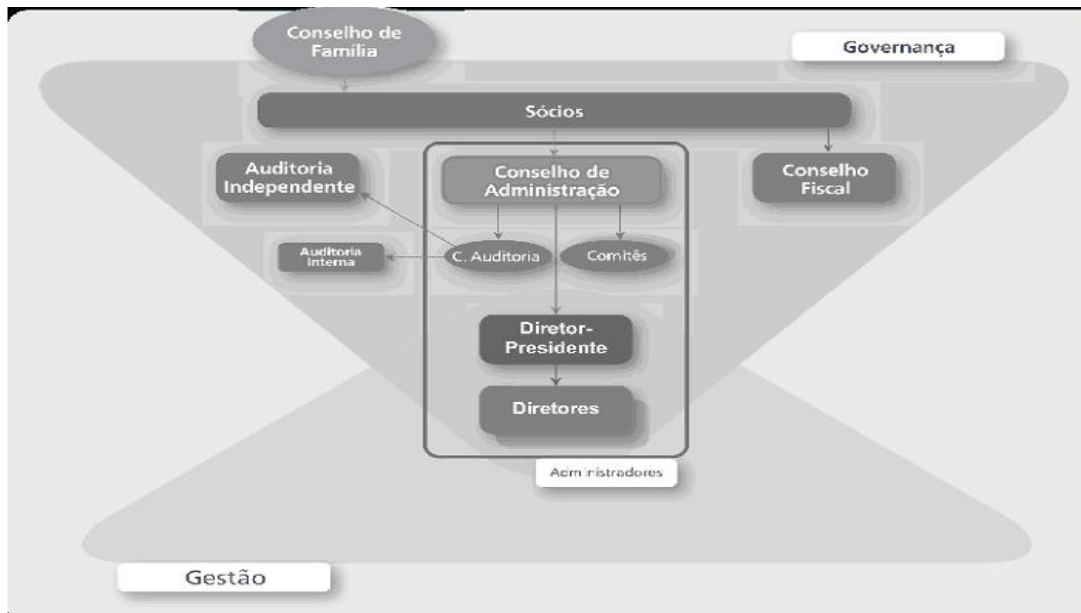 Conselho de
Família
Governança
Sócios
Auditoria
Independente
Conselho de
Administração
Conselho
Fiscal
Auditoria
Interna
C. Auditoria
Comitês
Diretor-
Presidente
Diretores
Administradores
Gestão